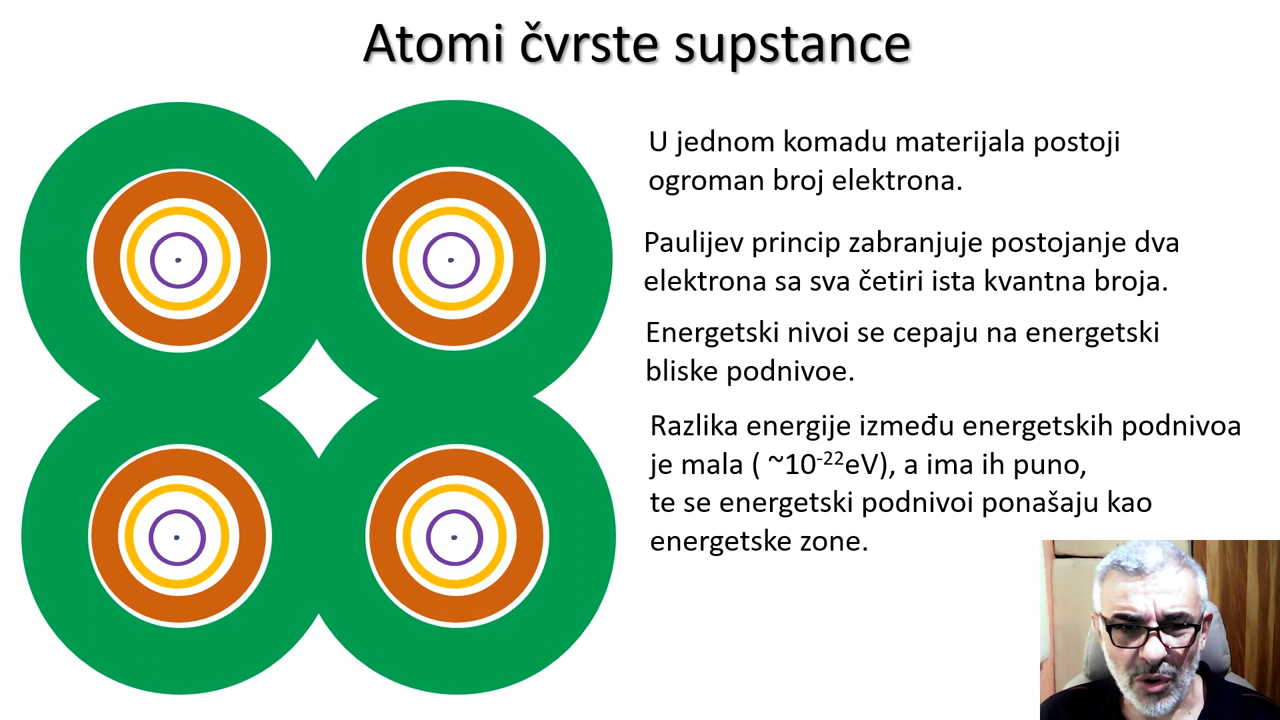 Atomi čvrste supstance
U jednom komadu materijala postoji
ogroman broj elektrona.
Paulijev princip zabranjuje postojanje dva
elektrona sa sva četiri ista kvantna broja.
Energetski nivoi se cepaju na energetski
bliske podnivoe.
Razlika energije između energetskih podnivoa
je mala ( ~10⁻²²eV), a ima ih puno,
te se energetski podnivoi ponašaju kao
energetske zone.